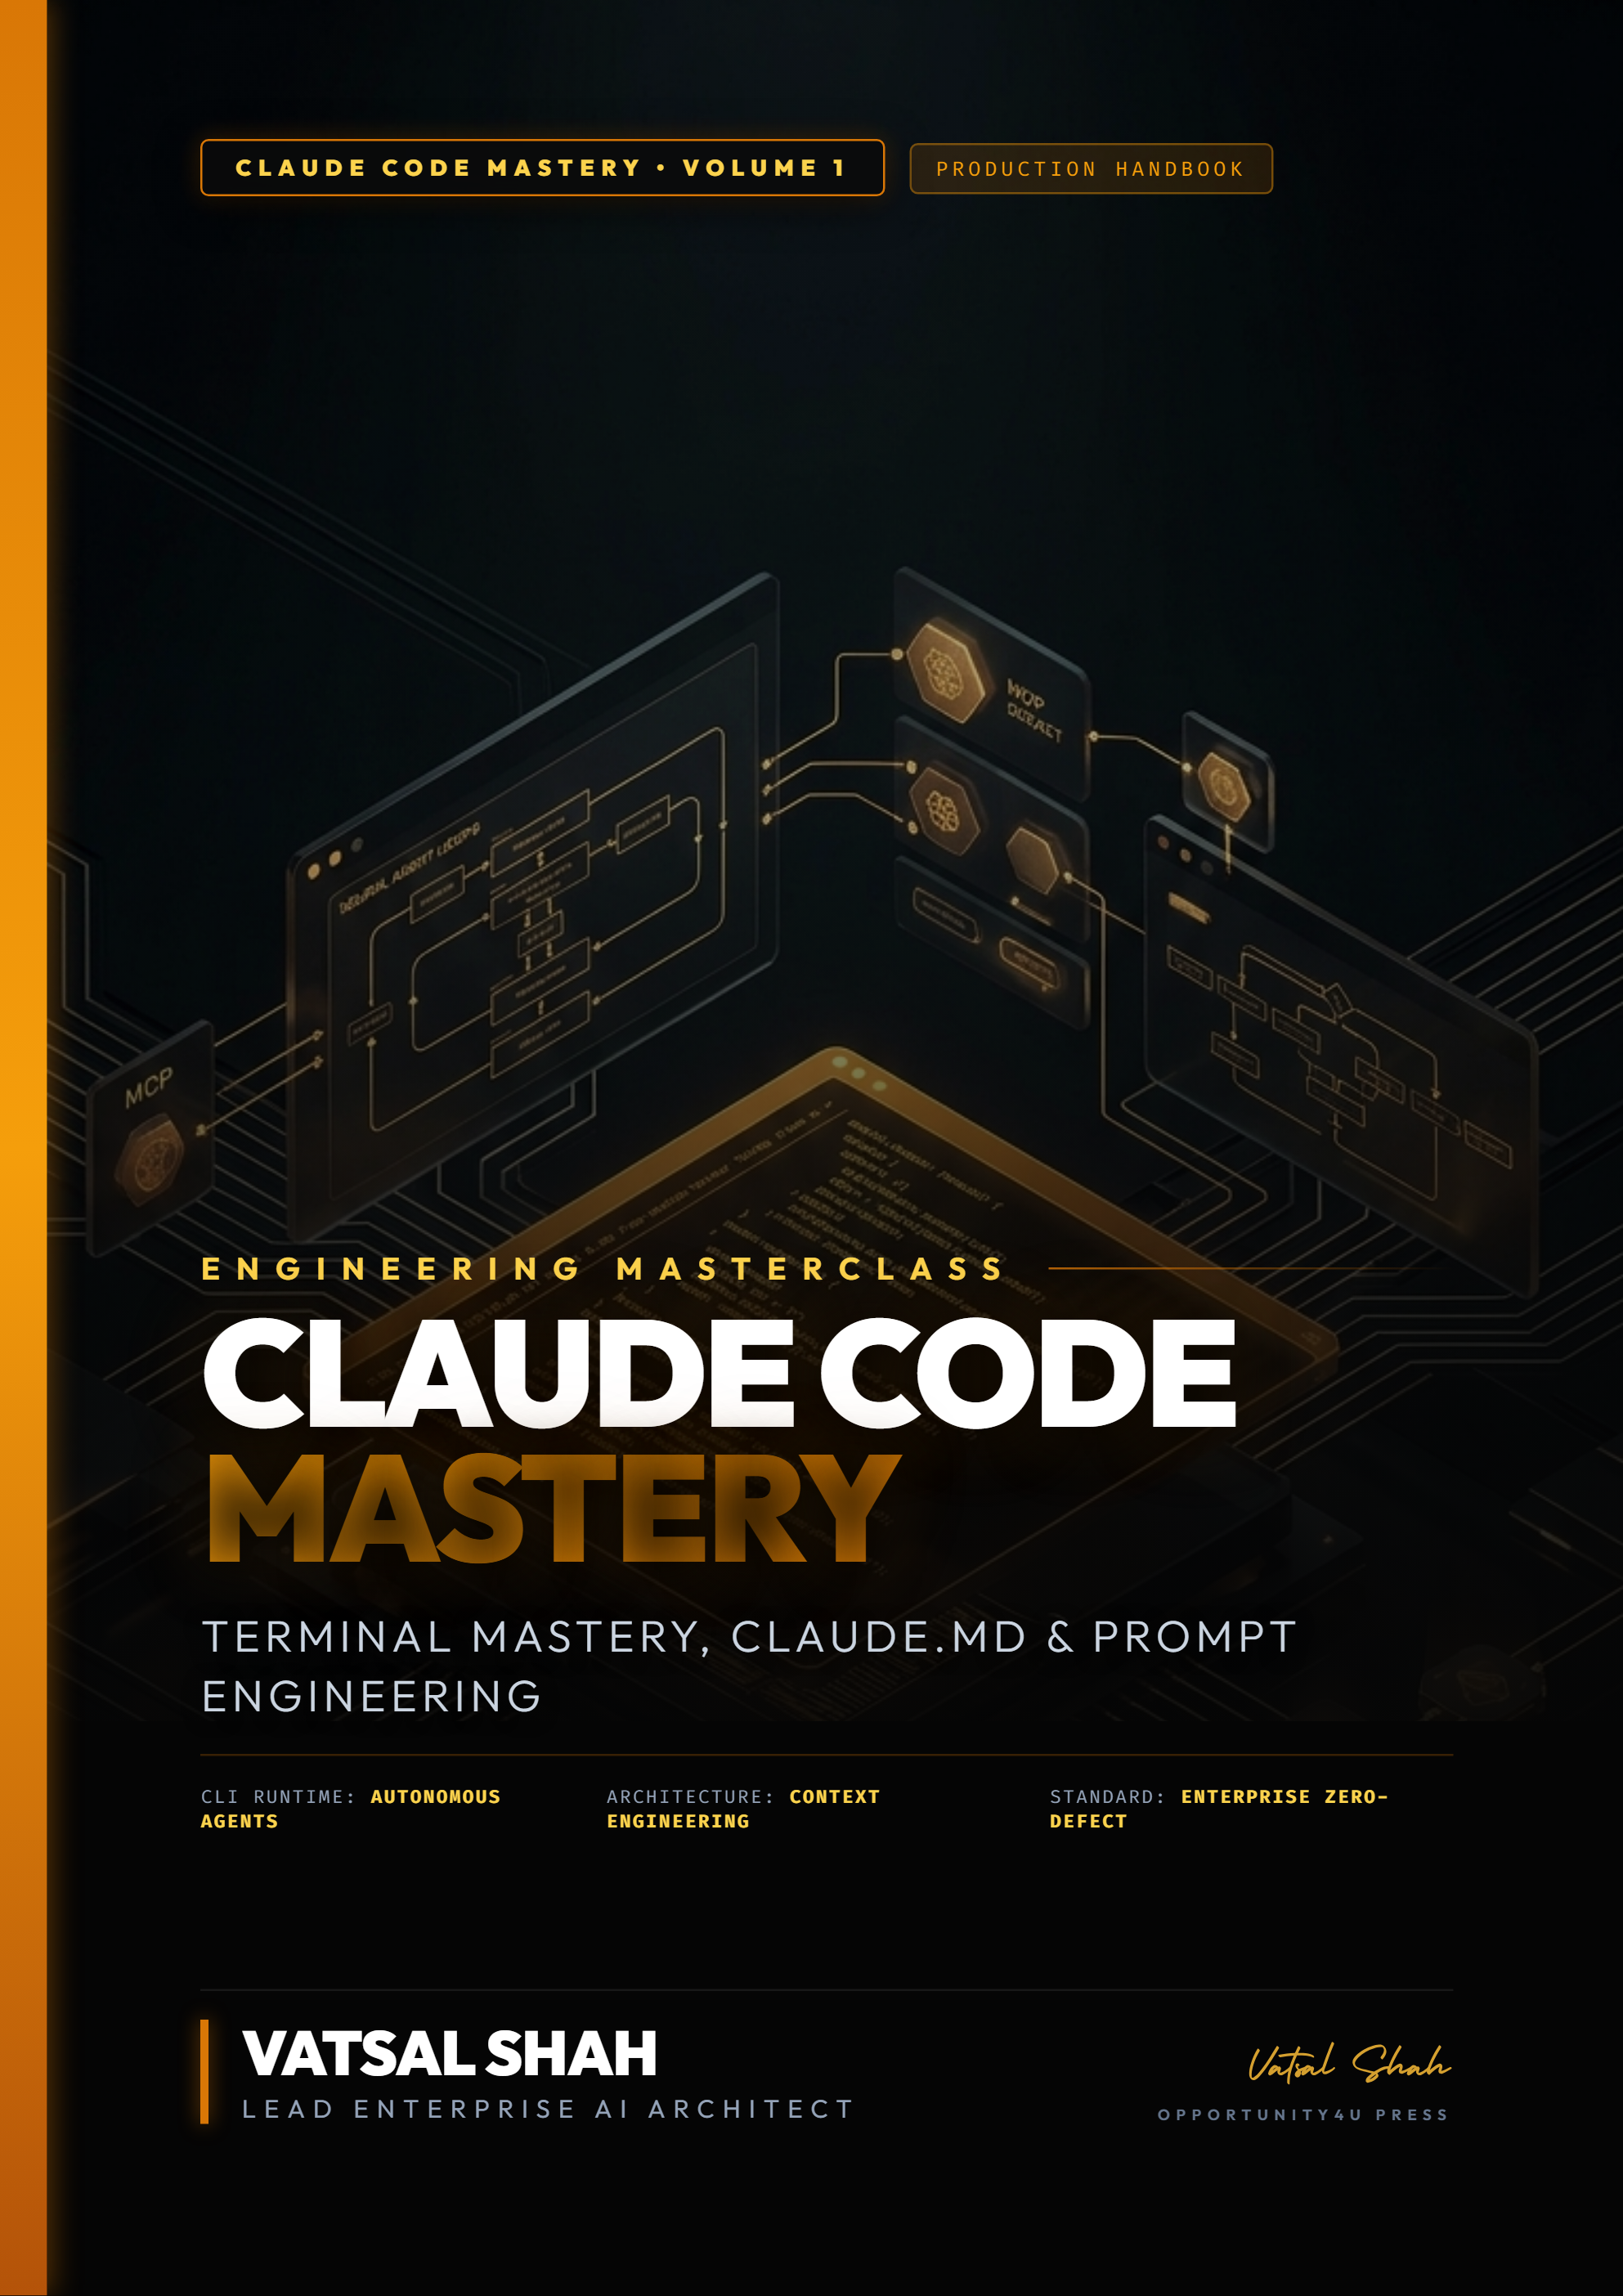 CLAUDE CODE MASTERY • VOLUME 1
PRODUCTION HANDBOOK
MCP
ENGINEERING MASTERCLASS
CLAUDE CODE
MASTERY
TERMINAL MASTERY, CLAUDE.MD & PROMPT
ENGINEERING
CLI RUNTIME: AUTONOMOUS
AGENTS
ARCHITECTURE: CONTEXT
ENGINEERING
STANDARD: ENTERPRISE ZERO-
DEFECT
VATSAL SHAH
LEAD ENTERPRISE AI ARCHITECT
Vatsal Shah
OPPORTUNITY4U PRESS